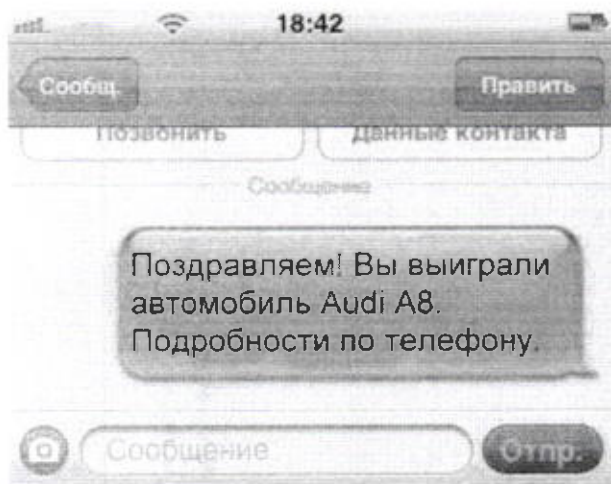 18:42
Сообщ.
Править
Позвонить
Данные контакта
Сообщение
Поздравляем! Вы выиграли
автомобиль Audi A8.
Подробности по телефону.
Сообщение
Отпр.